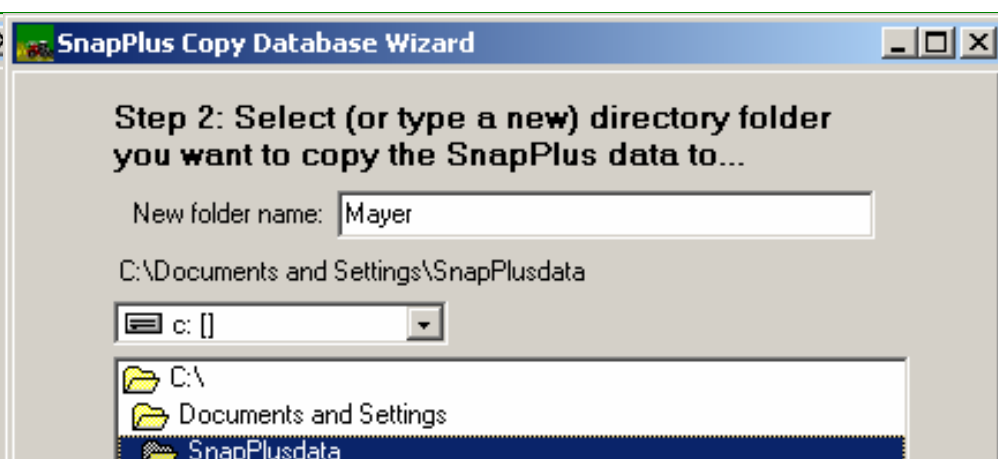 SnapPlus Copy Database Wizard
Step 2: Select (or type a new) directory folder
you want to copy the SnapPlus data to...
New folder name: Mayer
C:\Documents and Settings\SnapPlusdata
c: []
C:\
Documents and Settings
SnapPlusdata